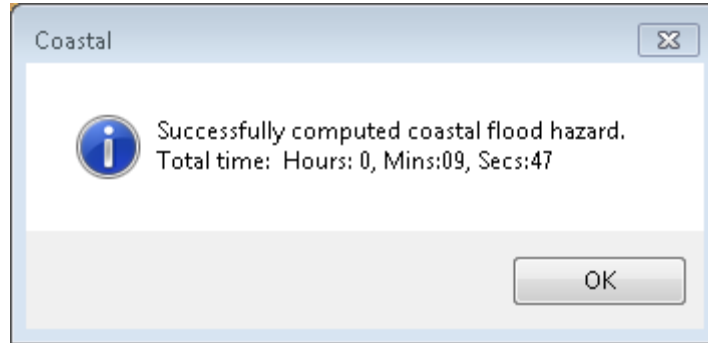 Coastal
Successfully computed coastal flood hazard.
Total time:  Hours: 0, Mins:09, Secs:47
OK